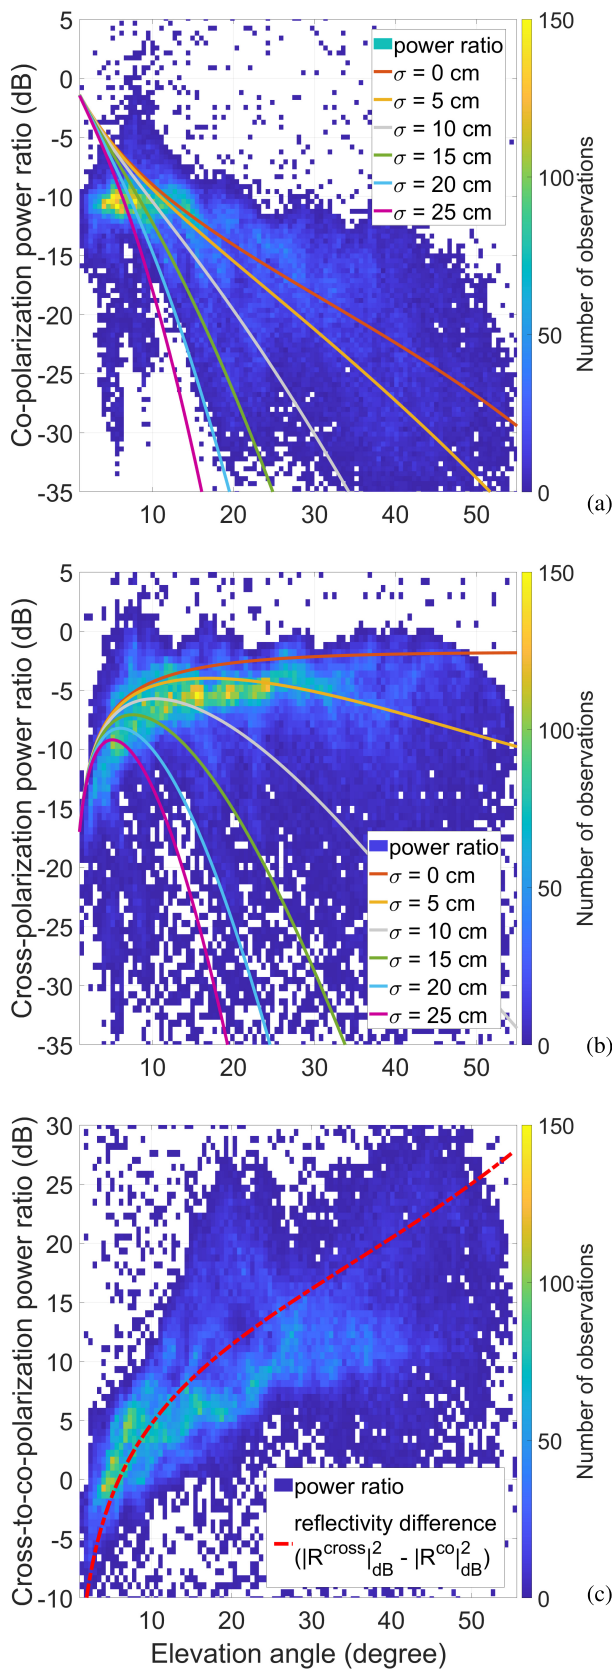 5
0
-5
-10
-15
-20
-25
-30
-35
Co-polarization power ratio (dB)
power ratio
σ = 0 cm
σ = 5 cm
σ = 10 cm
σ = 15 cm
σ = 20 cm
σ = 25 cm
10 20 30 40 50
150
100
50
0
Number of observations
(a)
5
0
-5
-10
-15
-20
-25
-30
-35
Cross-polarization power ratio (dB)
power ratio
σ = 0 cm
σ = 5 cm
σ = 10 cm
σ = 15 cm
σ = 20 cm
σ = 25 cm
10 20 30 40 50
150
100
50
0
Number of observations
(b)
30
25
20
15
10
5
0
-5
-10
Cross-to-co-polarization power ratio (dB)
power ratio
reflectivity difference
(|R^cross|²_dB - |R^co|²_dB)
10 20 30 40 50
Elevation angle (degree)
150
100
50
0
Number of observations
(c)